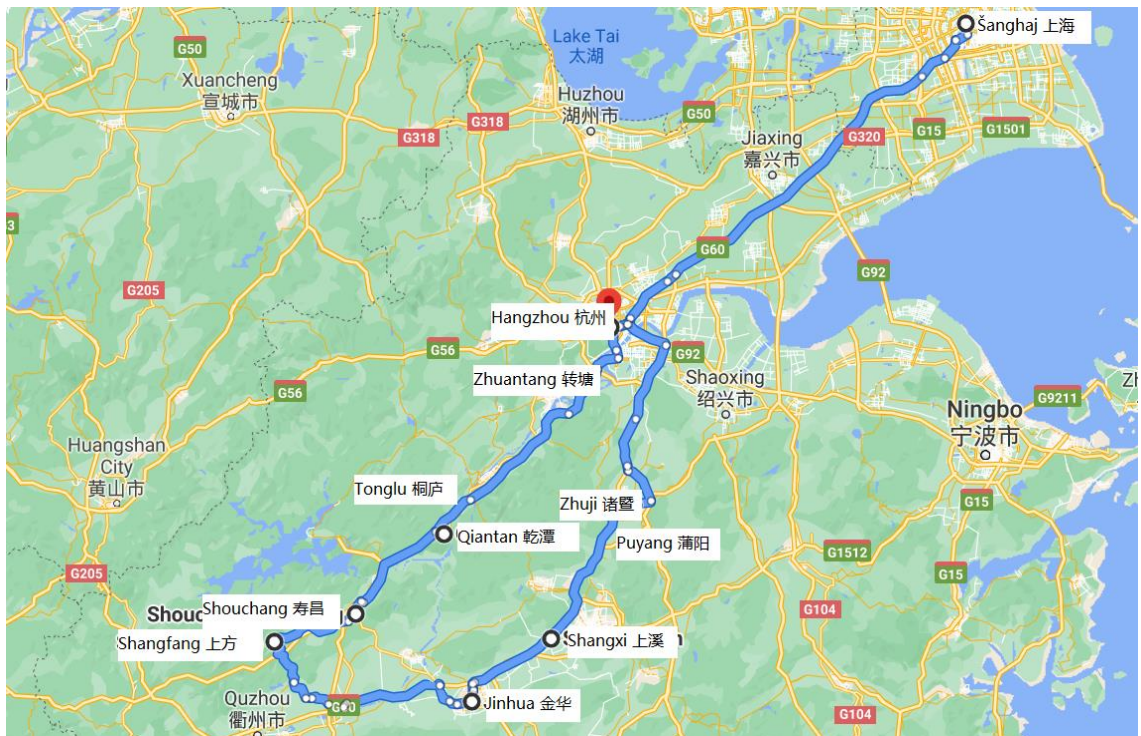 Šanghaj 上海
Lake Tai
太湖
G50
Xuancheng
宣城市
Huzhou
湖州市
G318
G318
G50
G320
G15
G1501
Jiaxing
嘉兴市
G60
G92
G205
Hangzhou 杭州
G56
G92
Zhuantang 转塘
Shaoxing
绍兴市
G56
G9211
Ningbo
宁波市
Huangshan
City
黄山市
Tonglu 桐庐
Zhuji 诸暨
G15
Qiantan 乾潭
Puyang 蒲阳
G1512
G205
G15
Shouchang 寿昌
G104
Shangfang 上方
Shangxi 上溪
Quzhou
衢州市
Jinhua 金华
G104